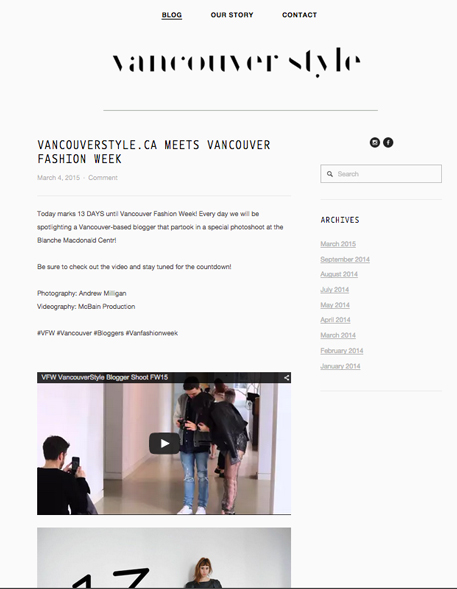 BLOG OUR STORY CONTACT
vancouver style
VANCOUVERSTYLE.CA MEETS VANCOUVER
FASHION WEEK
March 4, 2015 - Comment
Today marks 13 DAYS until Vancouver Fashion Week! Every day we will be
spotlighting a Vancouver-based blogger that partook in a special photoshoot at the
Blanche Macdonald Centr!
Be sure to check out the video and stay tuned for the countdown!
Photography: Andrew Milligan
Videography: McBain Production
#VFW #Vancouver #Bloggers #Vanfashionweek
VFW VancouverStyle Blogger Shoot FW15
13
Search
ARCHIVES
March 2015
September 2014
August 2014
July 2014
May 2014
April 2014
March 2014
February 2014
January 2014